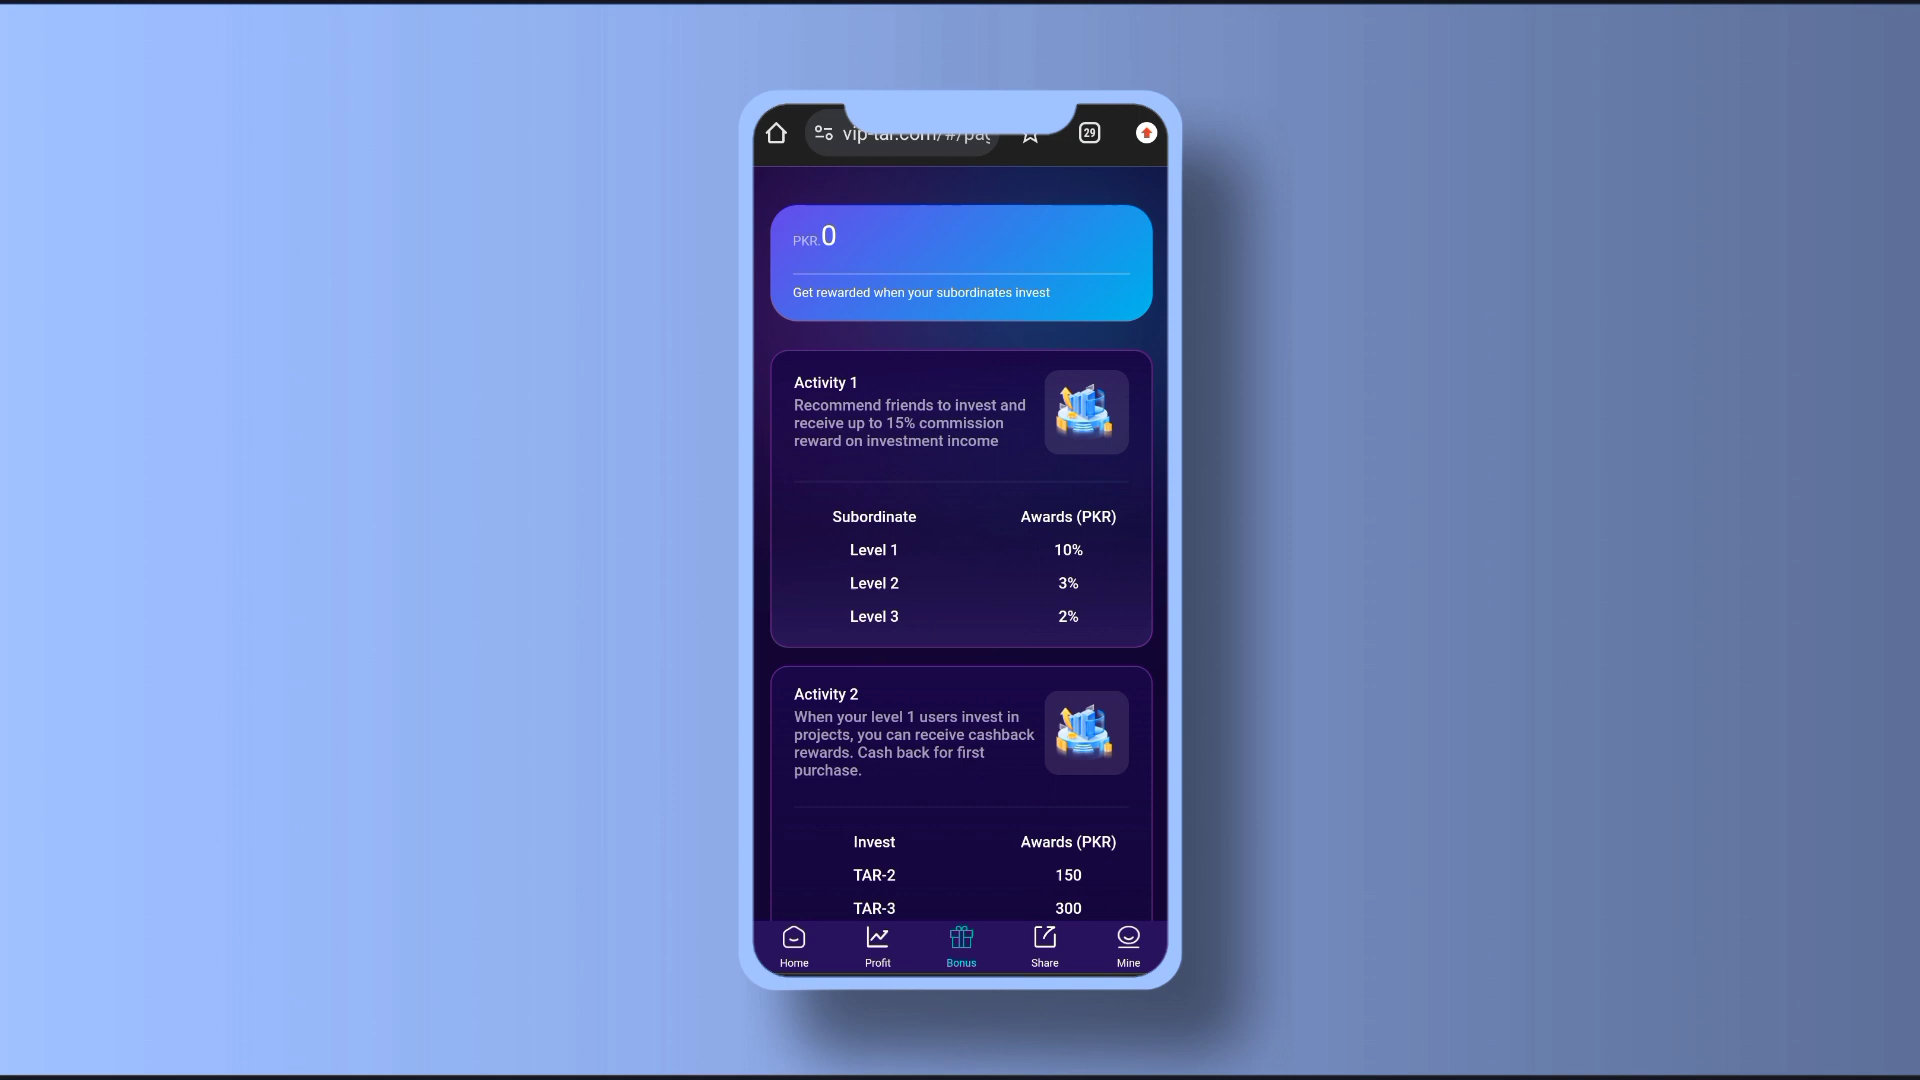 29
PKR.0
Get rewarded when your subordinates invest
Activity 1
Recommend friends to invest and
receive up to 15% commission
reward on investment income
Subordinate Awards (PKR)
Level 1 10%
Level 2 3%
Level 3 2%
Activity 2
When your level 1 users invest in
projects, you can receive cashback
rewards. Cash back for first
purchase.
Invest Awards (PKR)
TAR-2 150
TAR-3 300
Home Profit Bonus Share Mine